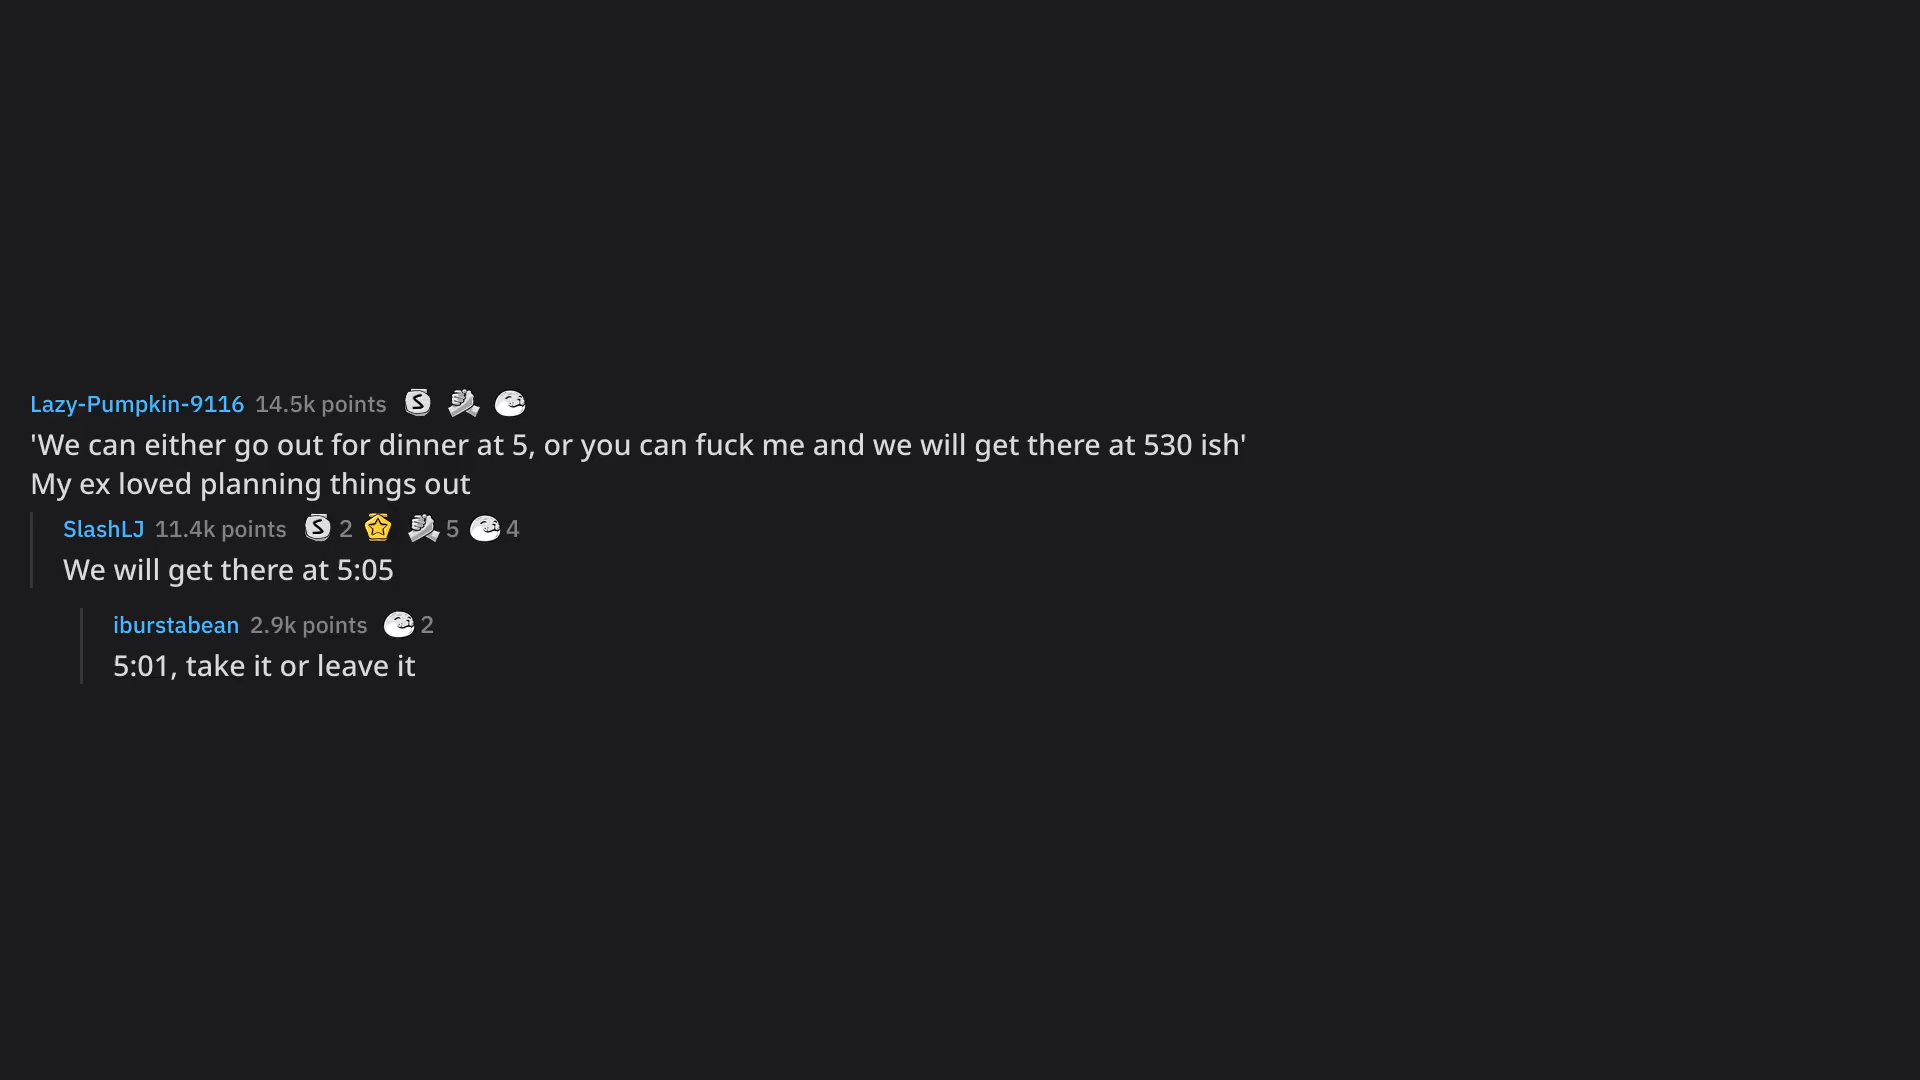 Lazy-Pumpkin-9116 14.5k points
'We can either go out for dinner at 5, or you can fuck me and we will get there at 530 ish'
My ex loved planning things out
SlashLJ 11.4k points S 2 5 4
We will get there at 5:05
iburstabean 2.9k points 2
5:01, take it or leave it